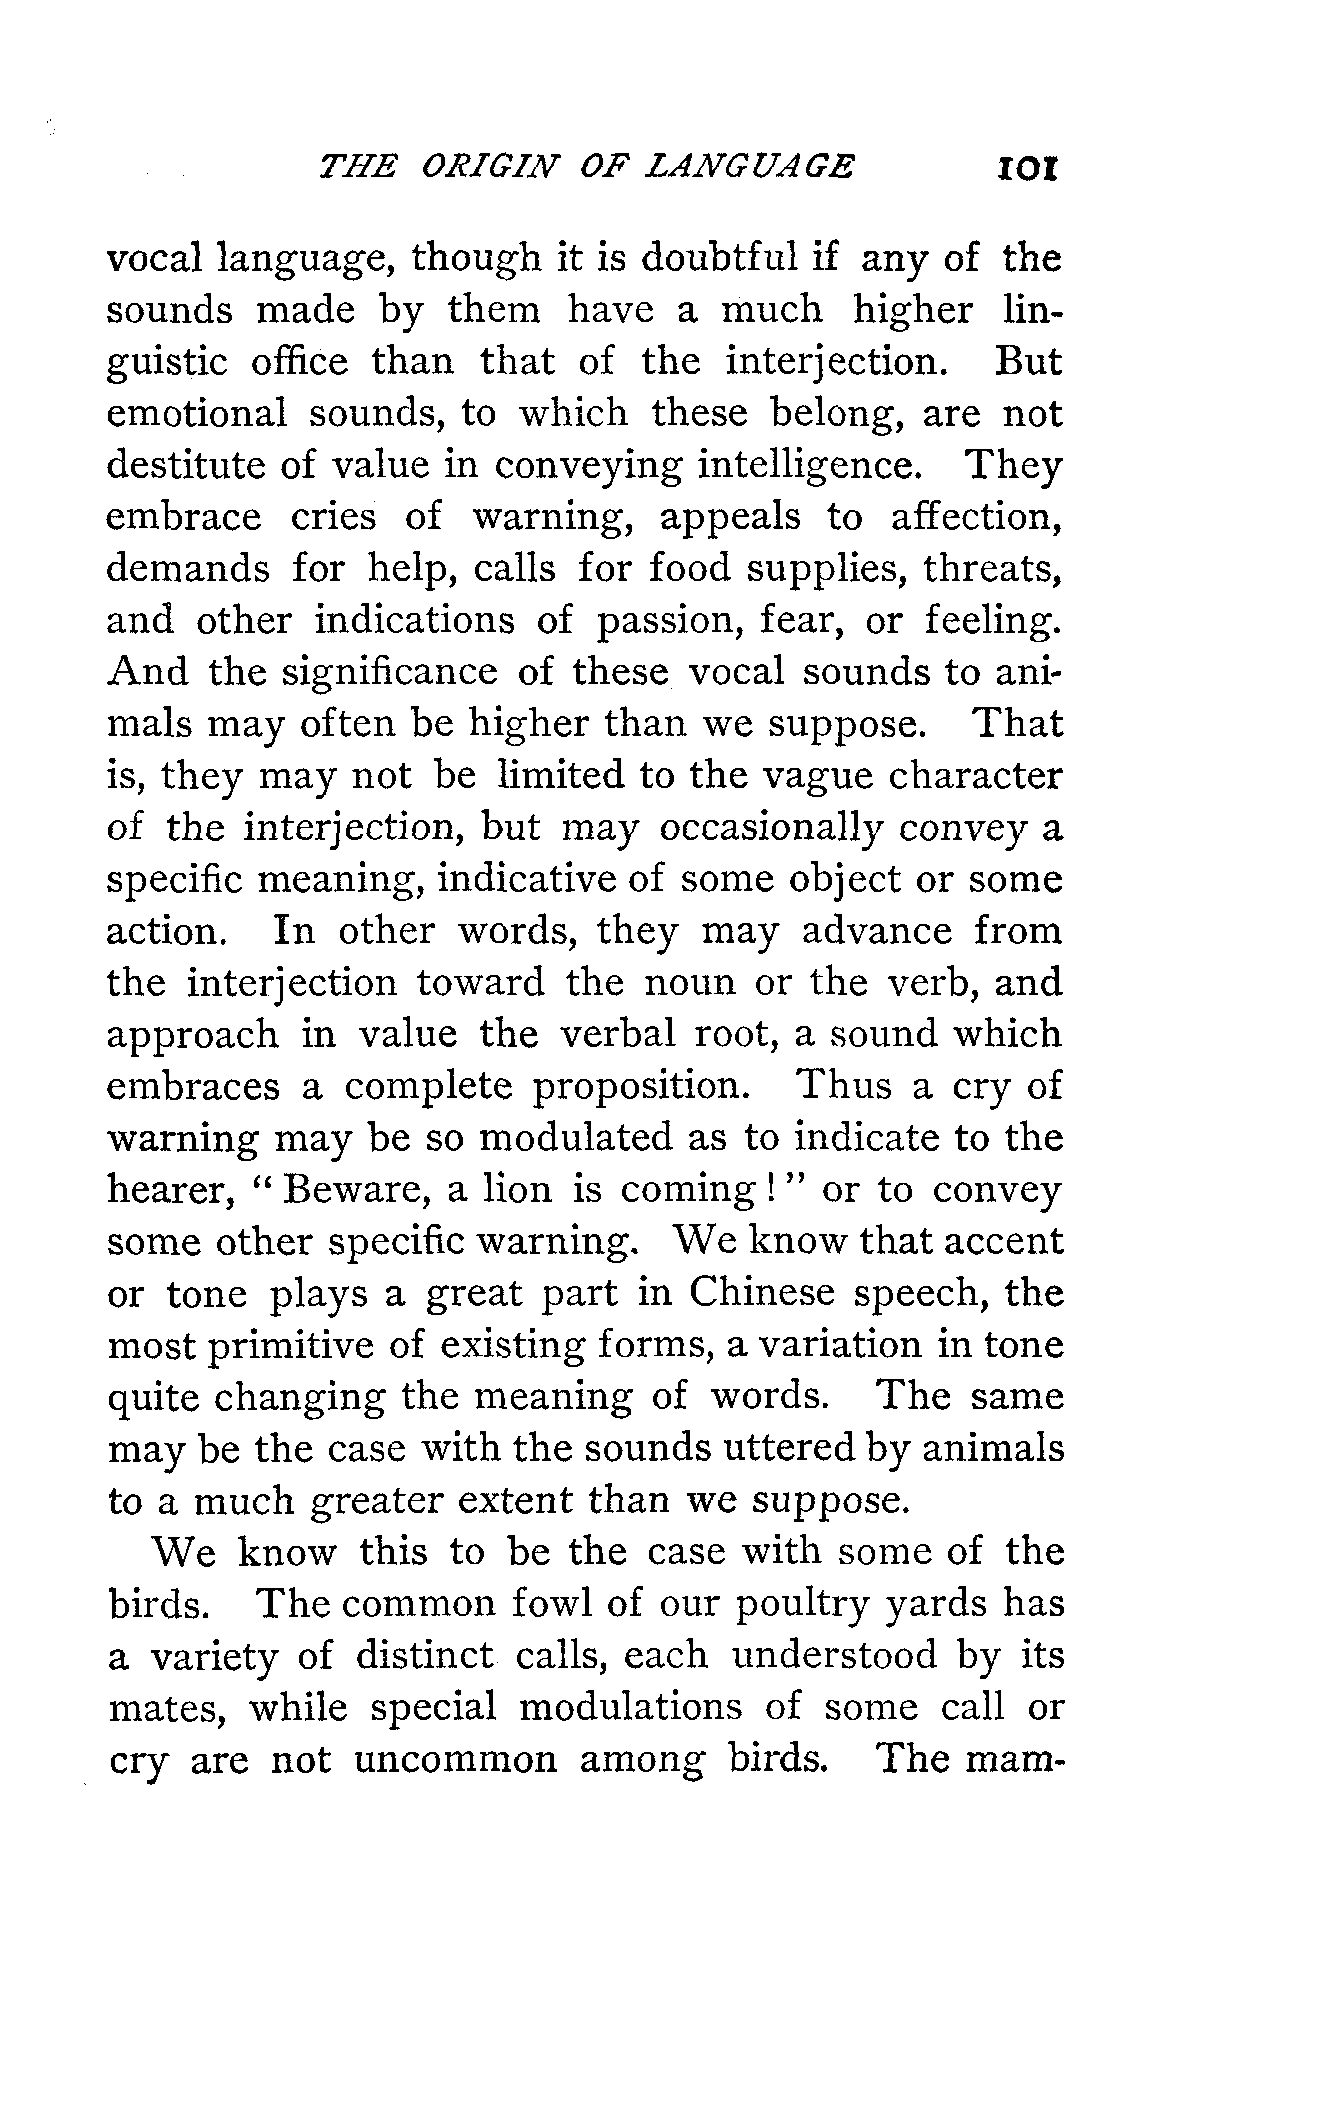 THE ORIGIN OF LANGUAGE 101
vocal language, though it is doubtful if any of the
sounds made by them have a much higher lin-
guistic office than that of the interjection. But
emotional sounds, to which these belong, are not
destitute of value in conveying intelligence. They
embrace cries of warning, appeals to affection,
demands for help, calls for food supplies, threats,
and other indications of passion, fear, or feeling.
And the significance of these vocal sounds to ani-
mals may often be higher than we suppose. That
is, they may not be limited to the vague character
of the interjection, but may occasionally convey a
specific meaning, indicative of some object or some
action. In other words, they may advance from
the interjection toward the noun or the verb, and
approach in value the verbal root, a sound which
embraces a complete proposition. Thus a cry of
warning may be so modulated as to indicate to the
hearer, “ Beware, a lion is coming ! ” or to convey
some other specific warning. We know that accent
or tone plays a great part in Chinese speech, the
most primitive of existing forms, a variation in tone
quite changing the meaning of words. The same
may be the case with the sounds uttered by animals
to a much greater extent than we suppose.
We know this to be the case with some of the
birds. The common fowl of our poultry yards has
a variety of distinct calls, each understood by its
mates, while special modulations of some call or
cry are not uncommon among birds. The mam-